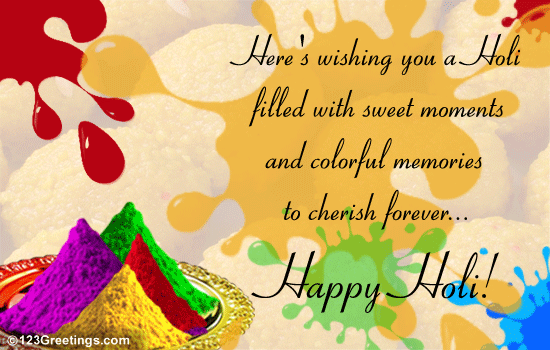 Here's wishing you a Holi
filled with sweet moments
and colorful memories
to cherish forever...
Happy Holi!
©123Greetings.com